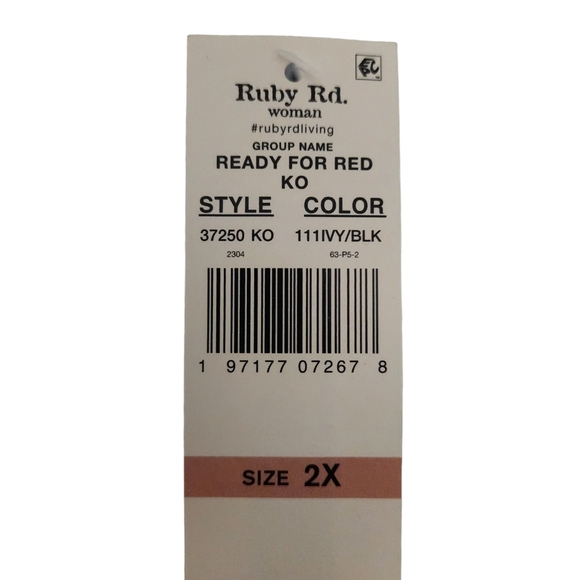 Ruby Rd.
woman
#rubyrdliving
GROUP NAME
READY FOR RED
KO
STYLE COLOR
37250 KO 111IVY/BLK
2304 63-P5-2
1 97177 07267 8
SIZE 2X